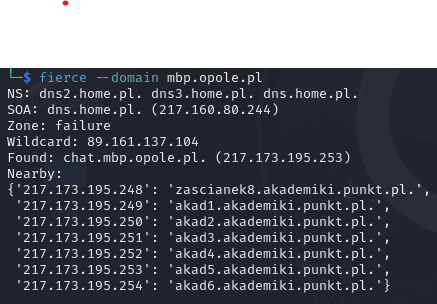 └─$ fierce --domain mbp.opole.pl
NS: dns2.home.pl. dns3.home.pl. dns.home.pl.
SOA: dns.home.pl. (217.160.80.244)
Zone: failure
Wildcard: 89.161.137.104
Found: chat.mbp.opole.pl. (217.173.195.253)
Nearby:
{'217.173.195.248': 'zascianek8.akademiki.punkt.pl.',
 '217.173.195.249': 'akad1.akademiki.punkt.pl.',
 '217.173.195.250': 'akad2.akademiki.punkt.pl.',
 '217.173.195.251': 'akad3.akademiki.punkt.pl.',
 '217.173.195.252': 'akad4.akademiki.punkt.pl.',
 '217.173.195.253': 'akad5.akademiki.punkt.pl.',
 '217.173.195.254': 'akad6.akademiki.punkt.pl.'}